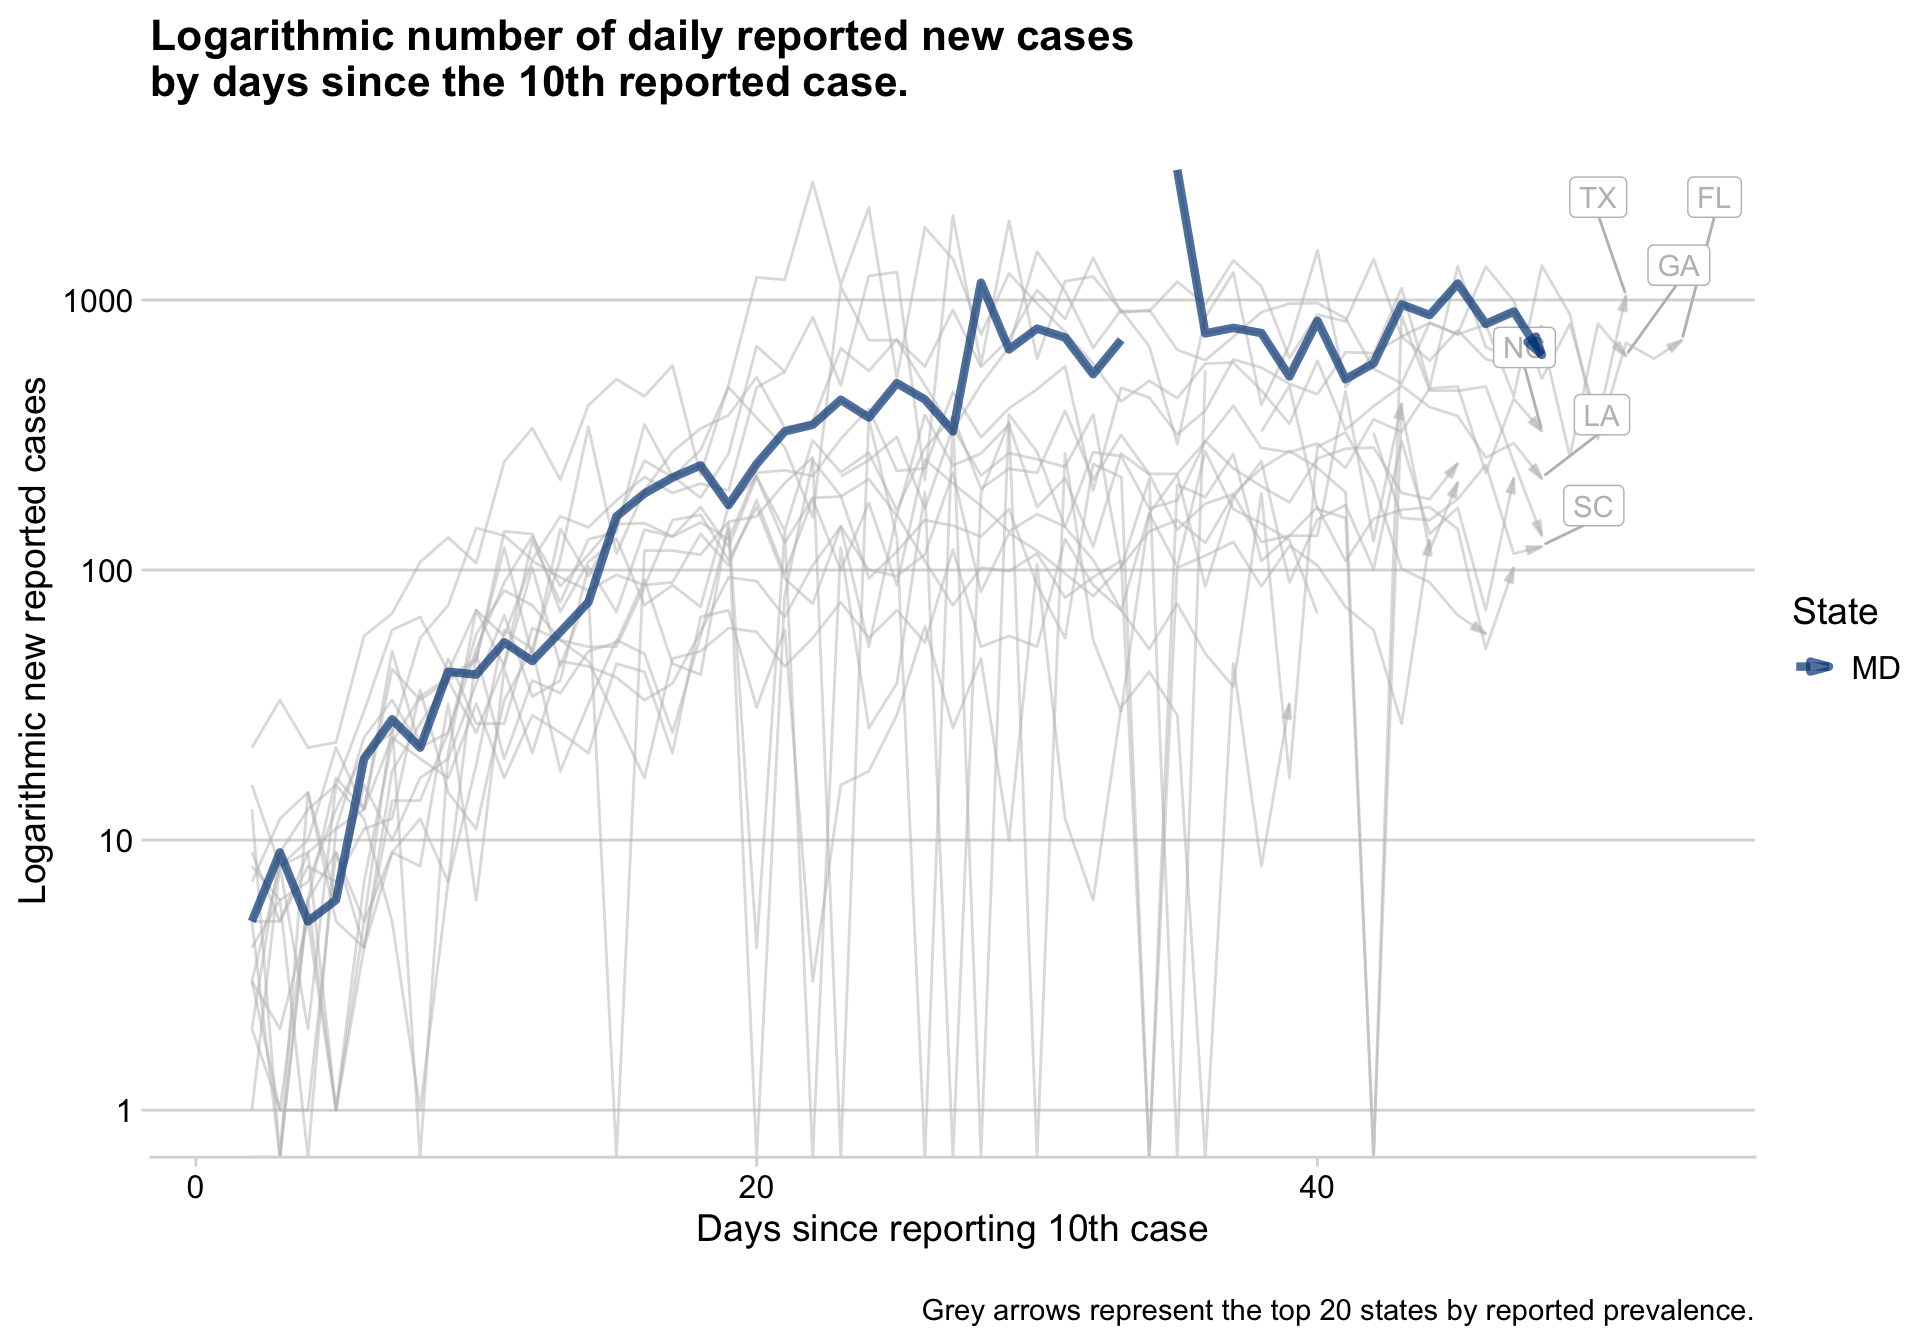 Logarithmic number of daily reported new cases
by days since the 10th reported case.
TX
FL
GA
1000
NC
LA
SC
100
10
1
Logarithmic new reported cases
State
MD
0
20
40
Days since reporting 10th case
Grey arrows represent the top 20 states by reported prevalence.